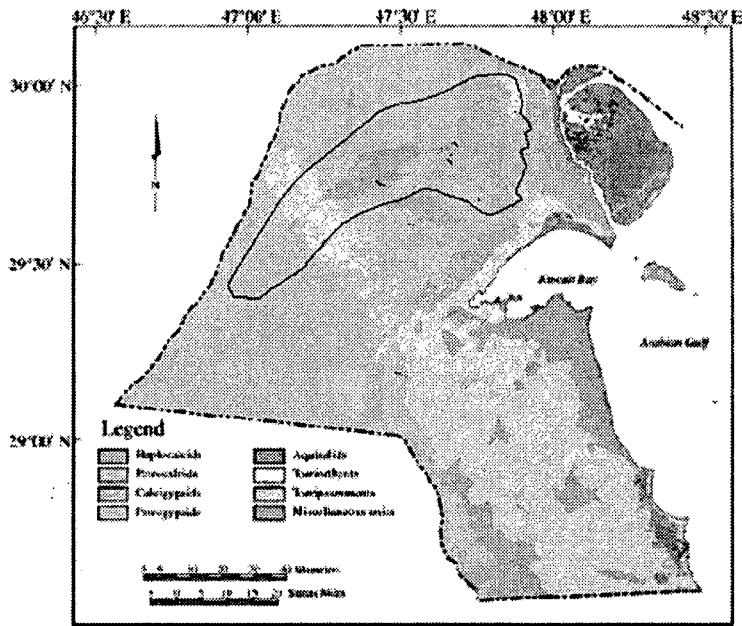 46°30' E 47°00' E 47°30' E 48°00' E 48°30' E
30°00' N
N
29°30' N
Kuwait Bay
Arabian Gulf
29°00' N
Legend
Haplocalcids
Petrocalcids
Calcigypsids
Petrogypsids
Aquisalids
Torriorthents
Torripsamments
Miscellaneous units